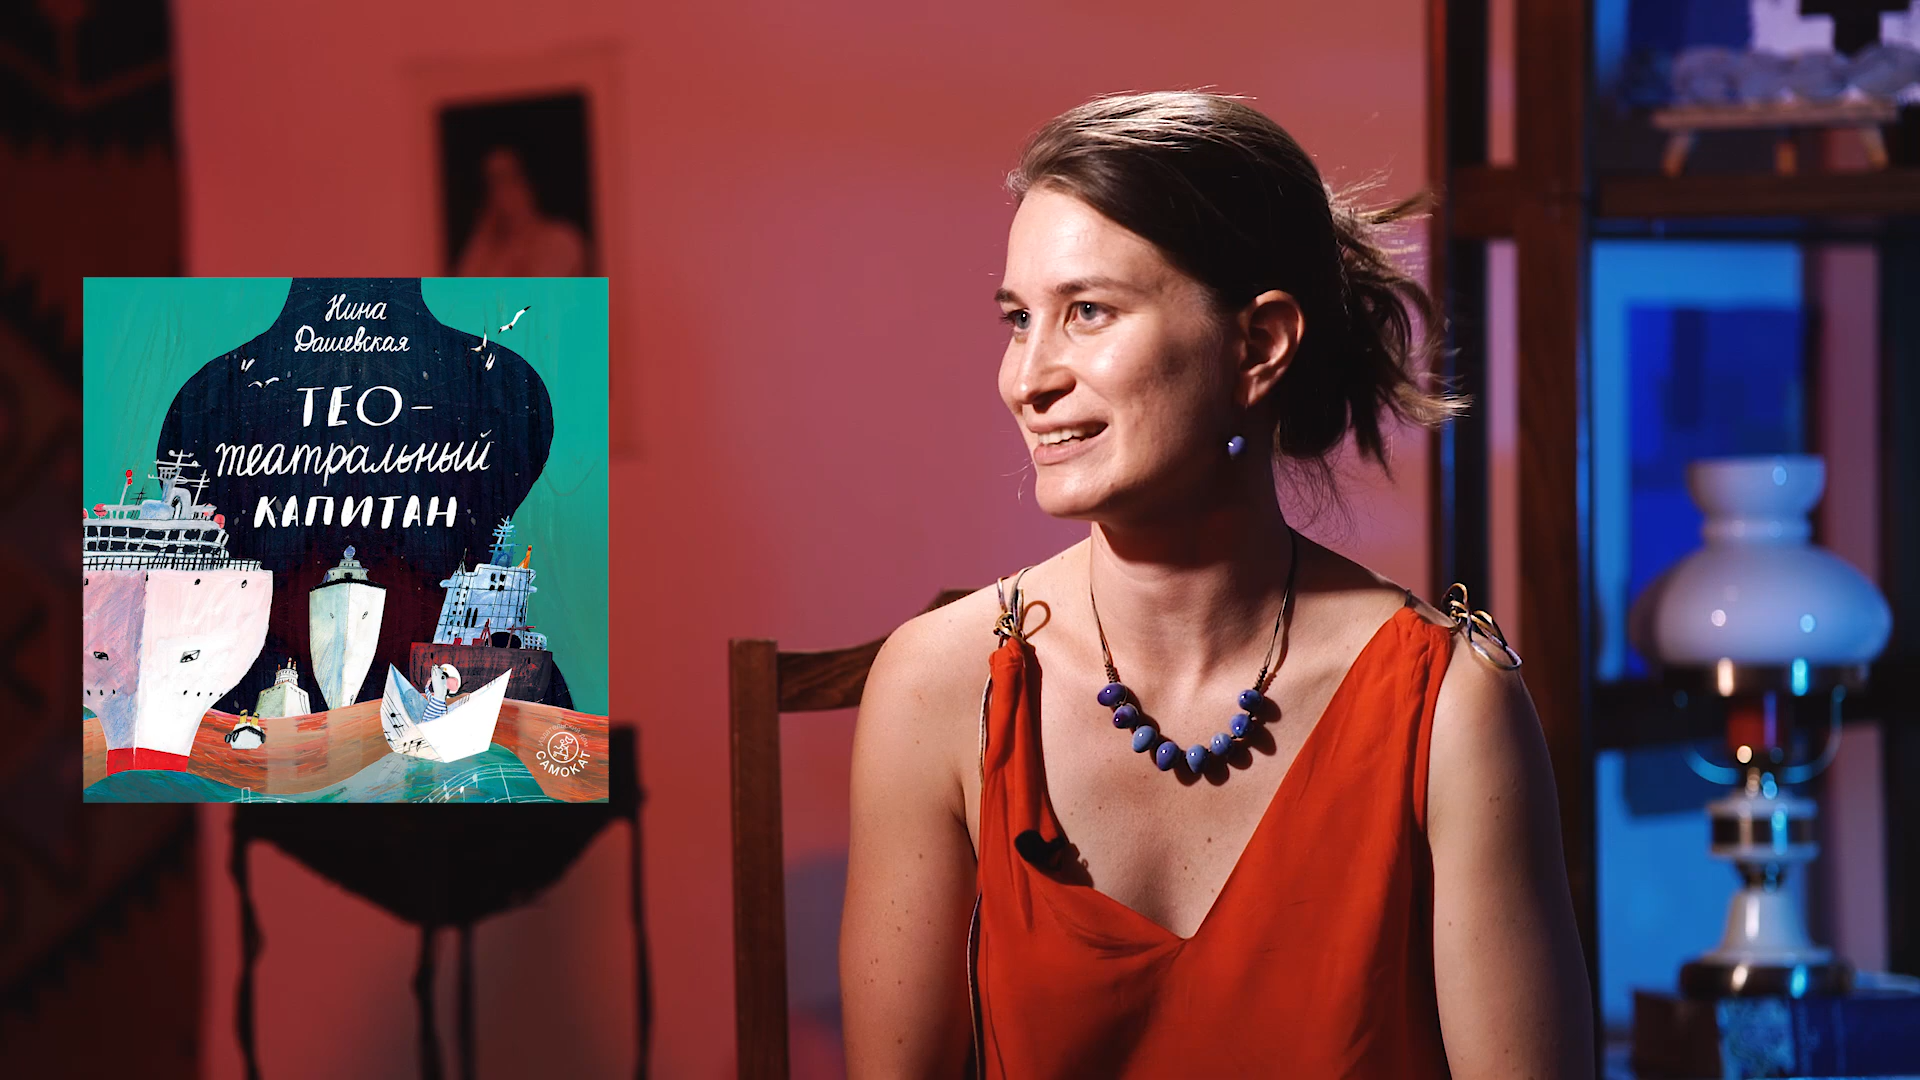 Нина
Дашевская
ТЕО-
театральный
КАПИТАН
САМОКАТ